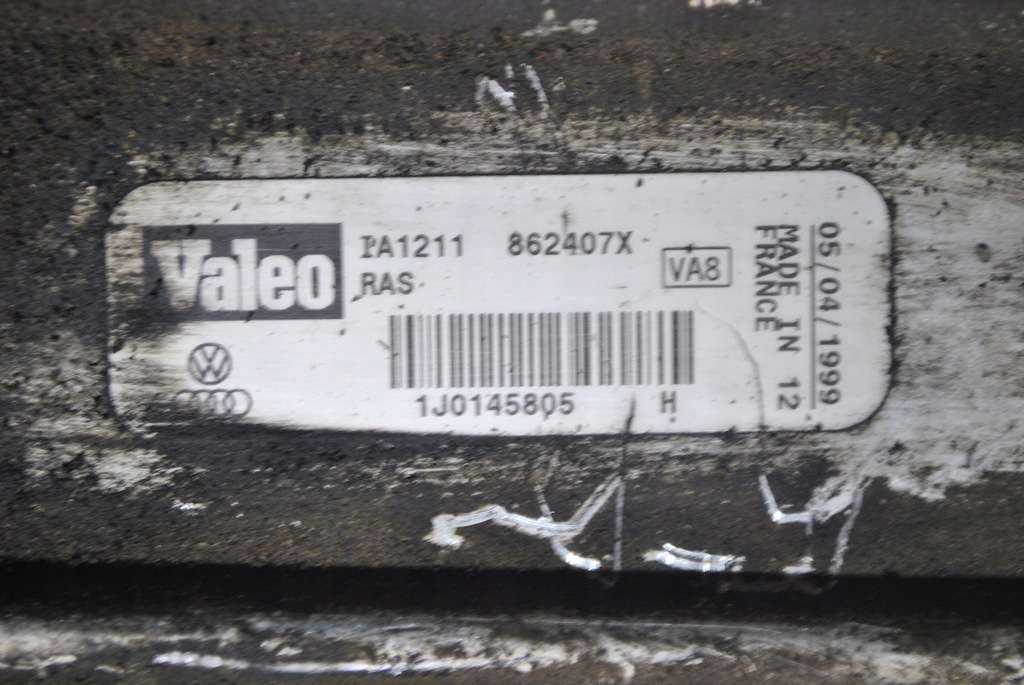 Valeo
PA1211 862407X
RAS
VA8
1J0145805 H
05/04/1999
MADE IN 12
FRANCE